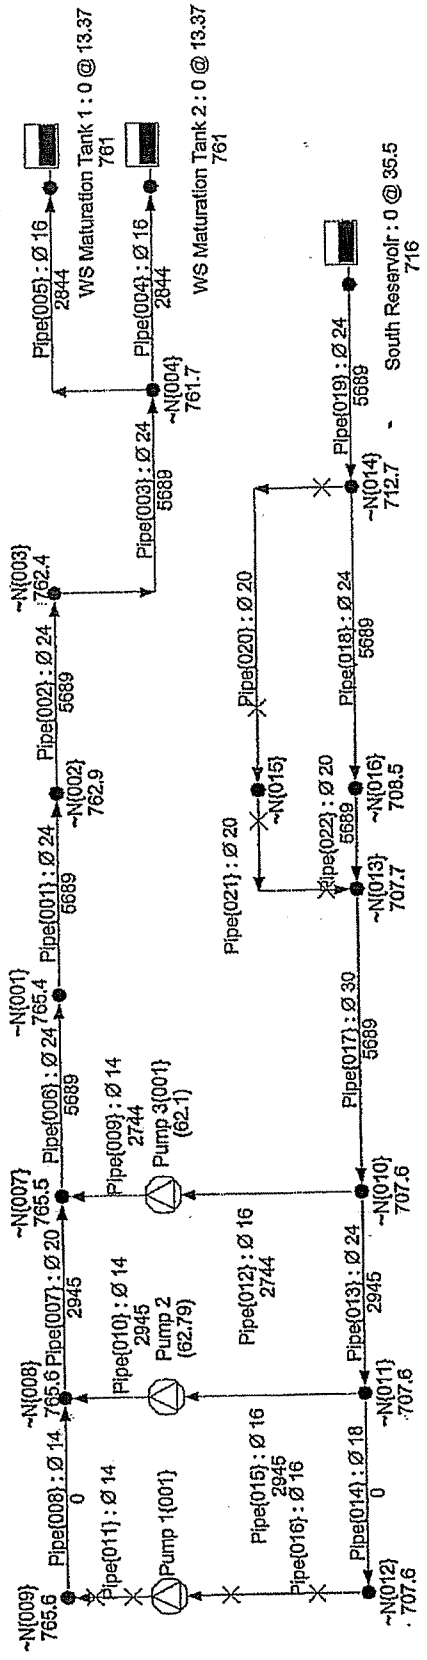 Pipe{005} : Ø 16
2844
WS Maturation Tank 1 : 0 @ 13.37
761
Pipe{004} : Ø 16
2844
WS Maturation Tank 2 : 0 @ 13.37
761
~N{004}
761.7
Pipe{003} : Ø 24
5689
~N{003}
762.4
Pipe{002} : Ø 24
5689
~N{002}
762.9
Pipe{001} : Ø 24
5689
~N{001}
765.4
Pipe{006} : Ø 24
5689
~N{007}
765.5
Pipe{007} : Ø 20
2945
~N{008}
765.6
Pipe{008} : Ø 14
0
~N{009}
765.6
Pipe{009} : Ø 14
2744
Pump 3{001}
(62.1)
Pipe{012} : Ø 16
2744
Pipe{010} : Ø 14
2945
Pump 2
(62.79)
Pipe{015} : Ø 16
2945
Pipe{011} : Ø 14
Pump 1{001}
Pipe{016} : Ø 16
~N{012}
707.6
Pipe{014} : Ø 18
0
~N{011}
707.6
Pipe{013} : Ø 24
2945
~N{010}
707.6
Pipe{017} : Ø 30
5689
~N{013}
707.7
ipe{022} : Ø 20
5689
~N{016}
708.5
Pipe{021} : Ø 20
~N{015}
Pipe{020} : Ø 20
Pipe{018} : Ø 24
5689
~N{014}
712.7
Pipe{019} : Ø 24
5689
South Reservoir : 0 @ 35.5
716